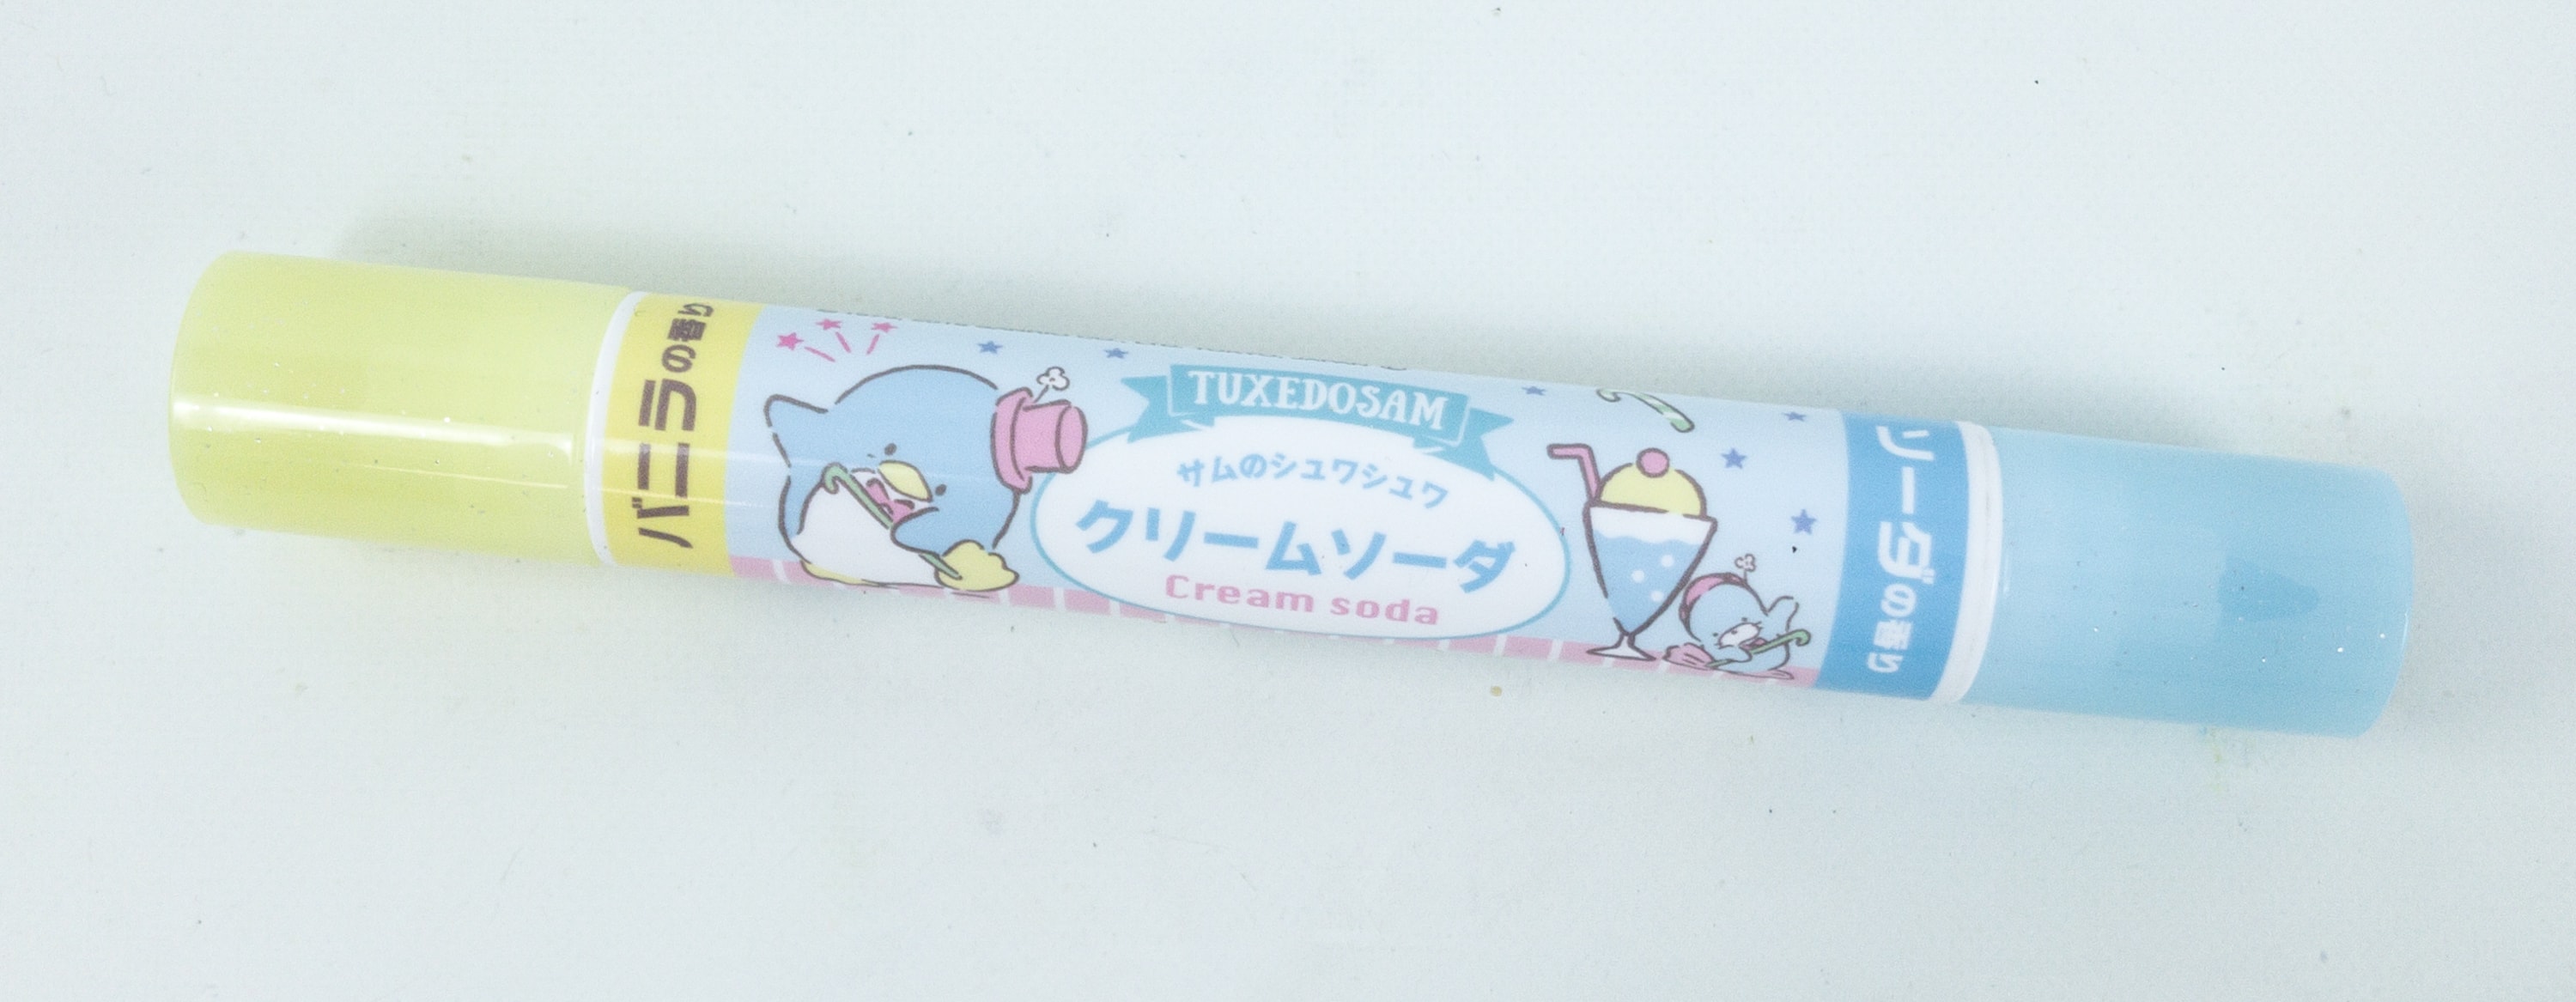 バニラの香り
TUXEDOSAM
サムのシュワシュワ
クリームソーダ
Cream soda
ソーダの香り